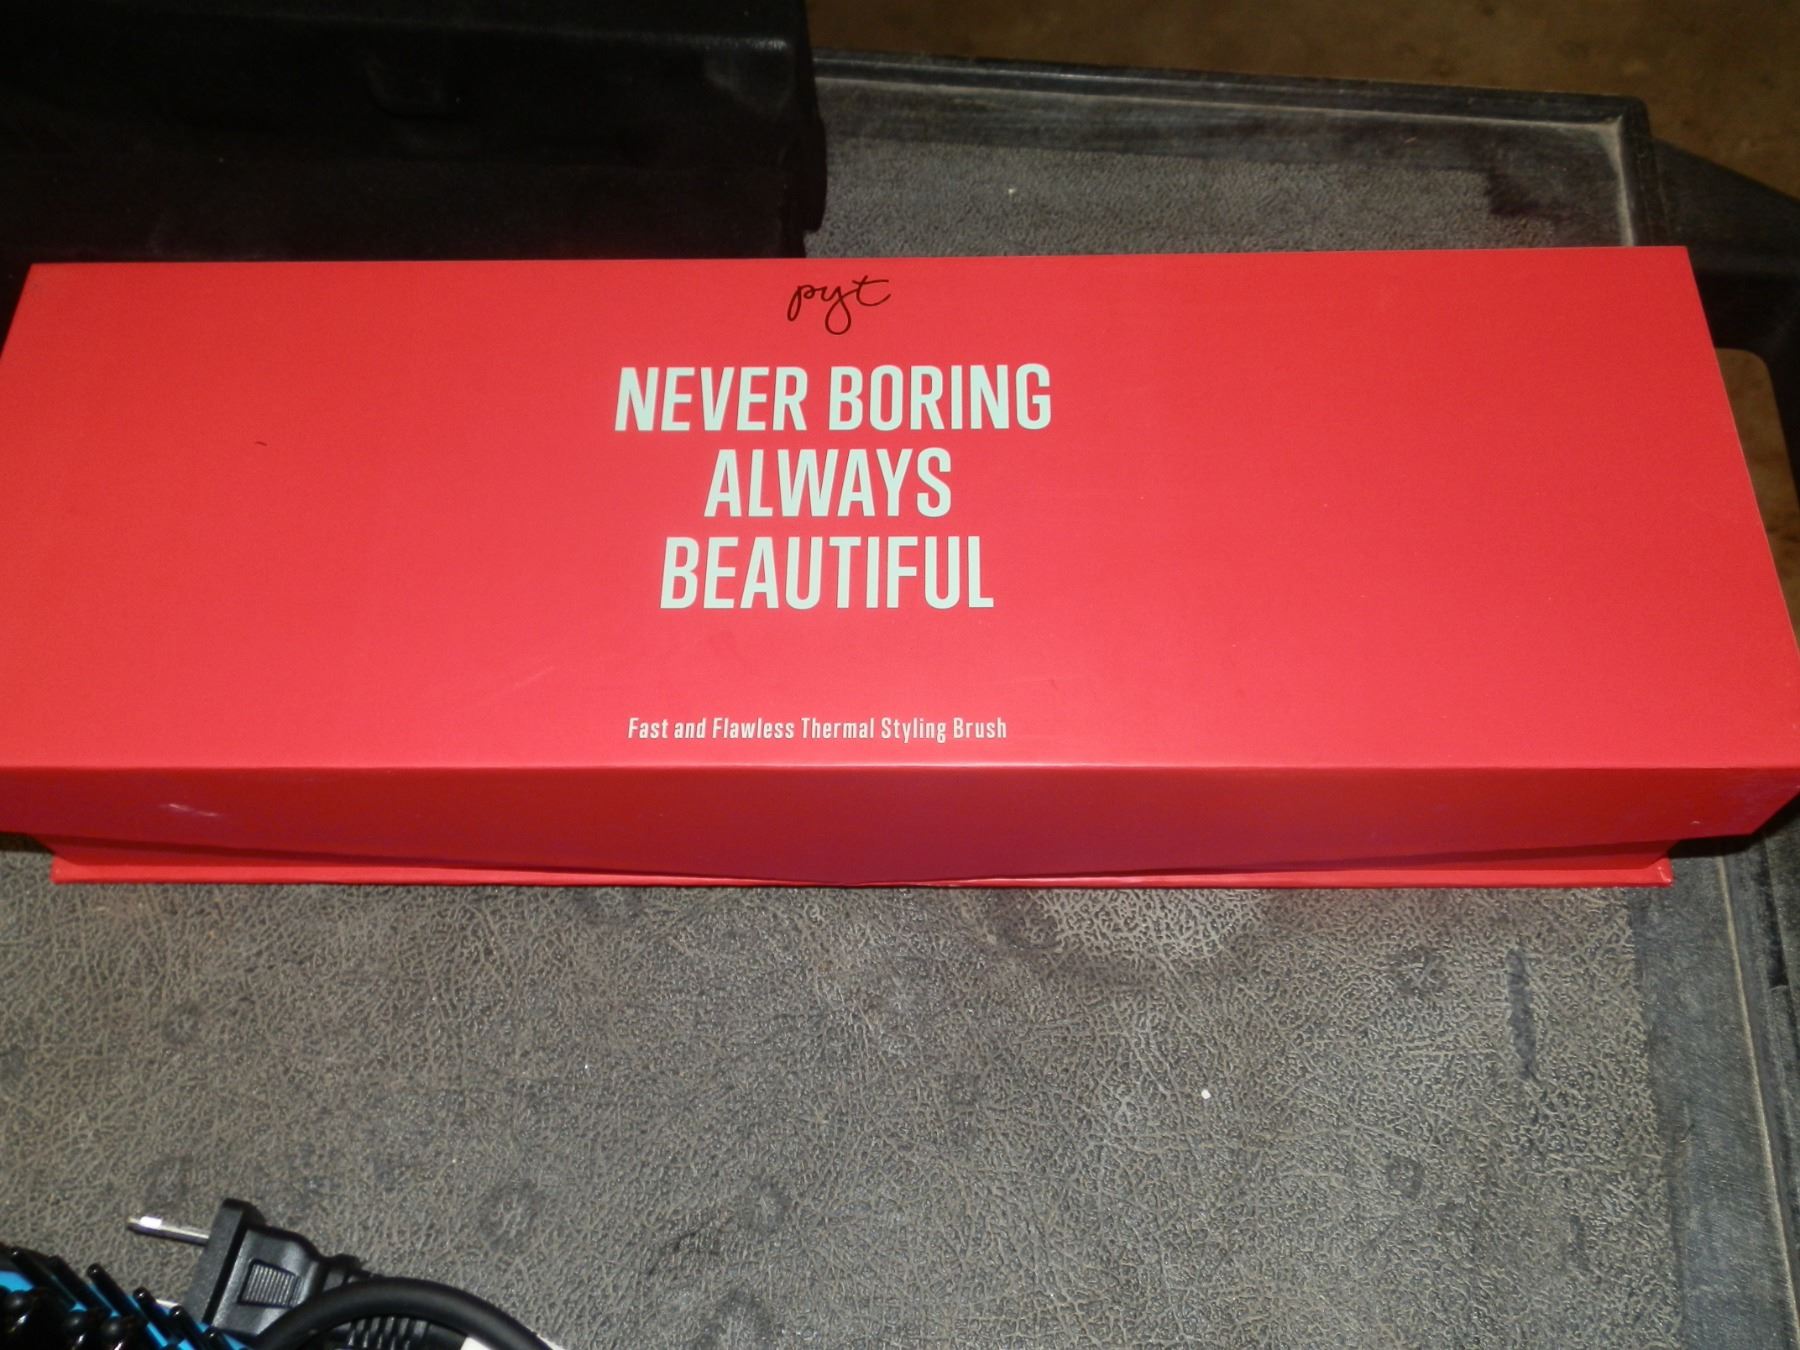 pyt
NEVER BORING
ALWAYS
BEAUTIFUL
Fast and Flawless Thermal Styling Brush